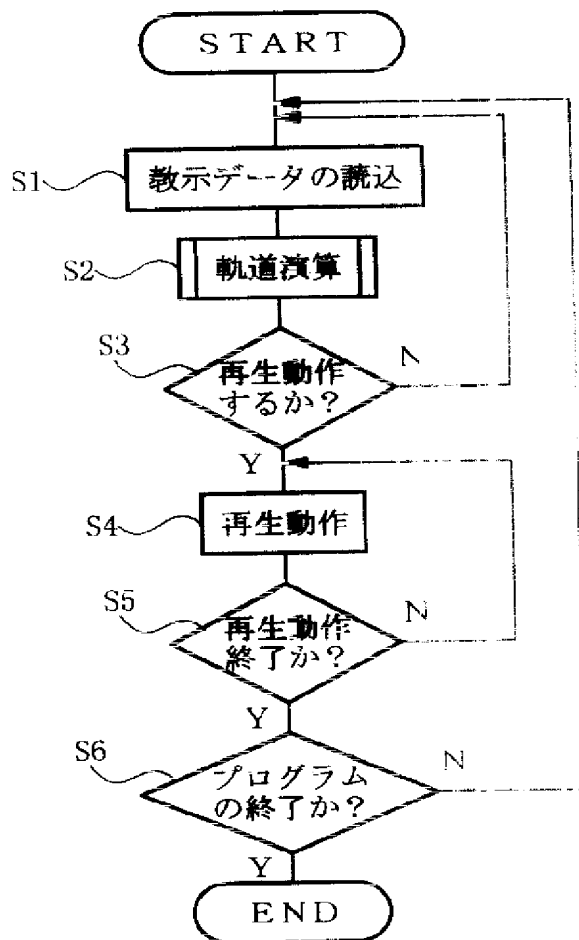 START
S1
教示データの読込
S2
軌道演算
S3
再生動作
するか？
N
Y
S4
再生動作
S5
再生動作
終了か？
N
Y
S6
プログラム
の終了か？
N
Y
END